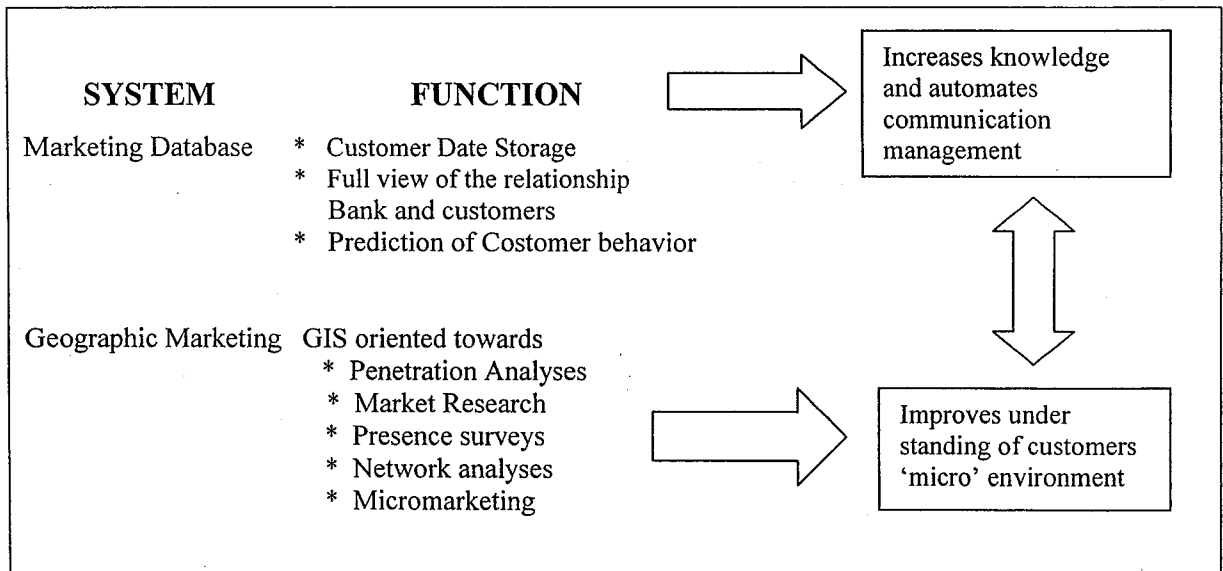 SYSTEM FUNCTION
Marketing Database * Customer Date Storage
* Full view of the relationship
Bank and customers
* Prediction of Costomer behavior
Increases knowledge
and automates
communication
management
Geographic Marketing GIS oriented towards
* Penetration Analyses
* Market Research
* Presence surveys
* Network analyses
* Micromarketing
Improves under
standing of customers
‘micro’ environment